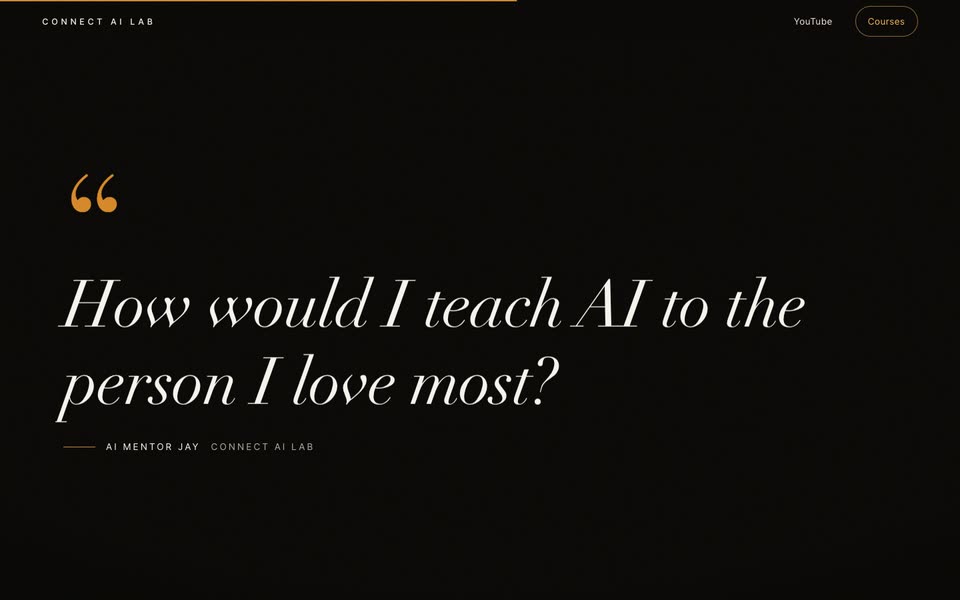 CONNECT AI LAB
YouTube
Courses
“
How would I teach AI to the
person I love most?
AI MENTOR JAY CONNECT AI LAB